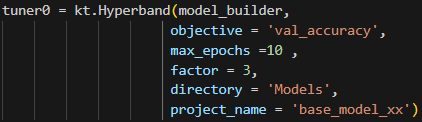 tuner0 = kt.Hyperband(model_builder,
objective = 'val_accuracy',
max_epochs =10 ,
factor = 3,
directory = 'Models',
project_name = 'base_model_xx')